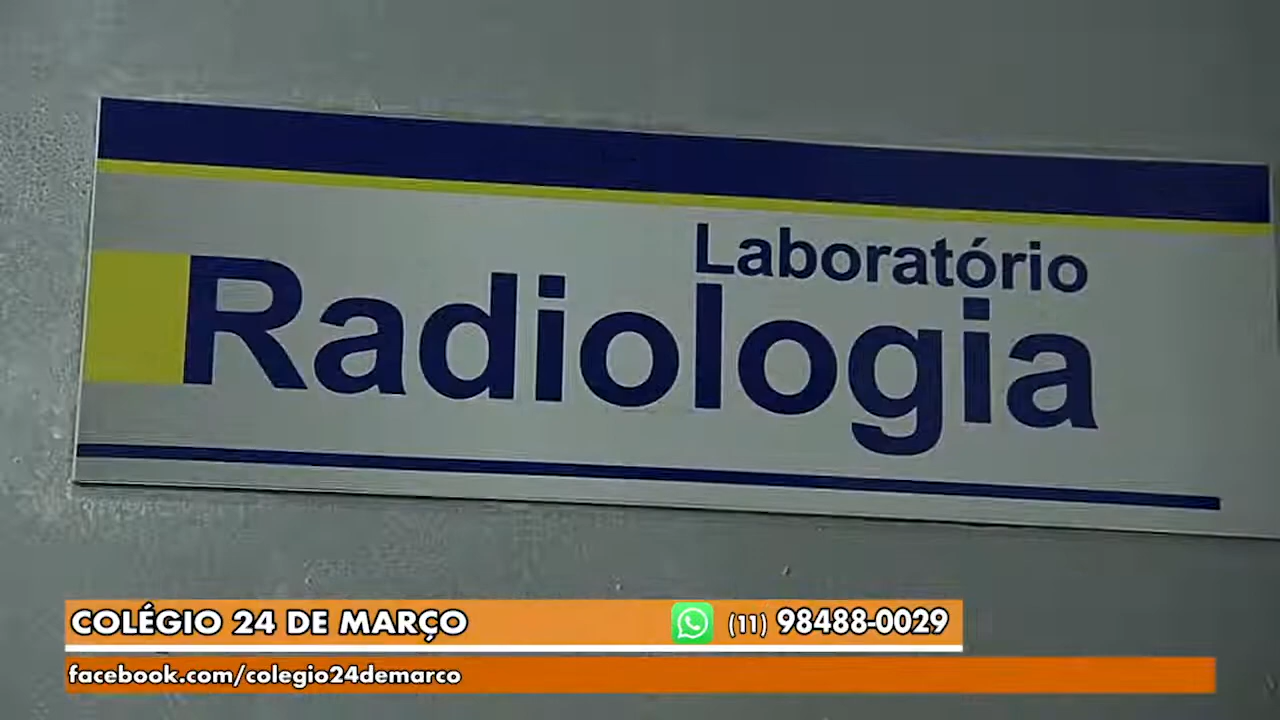 Laboratório
Radiologia
COLÉGIO 24 DE MARÇO
(11) 98488-0029
facebook.com/colegio24demarco